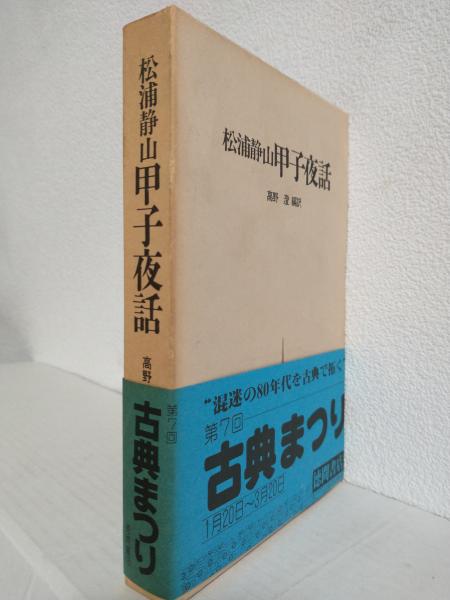 松浦静山 甲子夜話
高野
第7回
古典まつり
松浦静山 甲子夜話
高野 澄 編訳
“混迷の80年代を古典で拓く”
第7回
古典まつり
1月20日〜3月20日